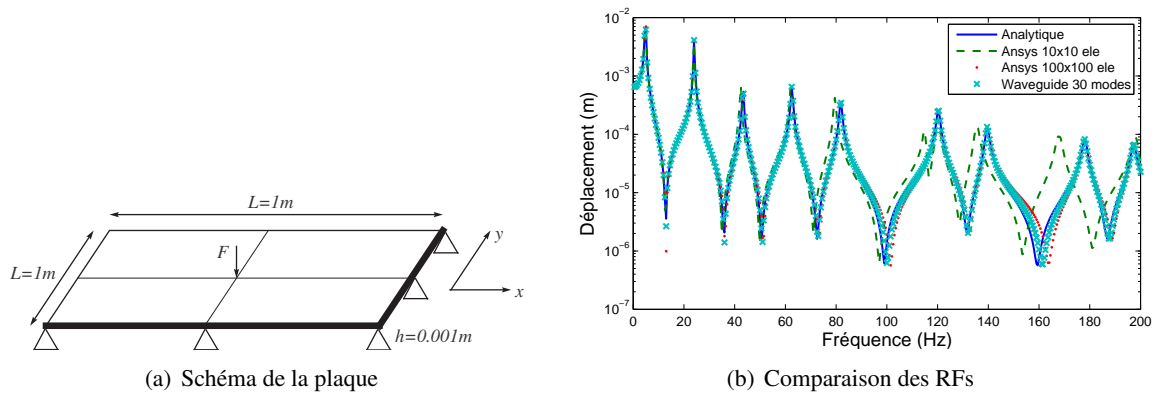 L=1m
L=1m
F
y
x
h=0.001m
(a) Schéma de la plaque
10^-2
10^-3
10^-4
10^-5
10^-6
10^-7
Déplacement (m)
Analytique
Ansys 10x10 ele
Ansys 100x100 ele
Waveguide 30 modes
0 20 40 60 80 100 120 140 160 180 200
Fréquence (Hz)
(b) Comparaison des RFs